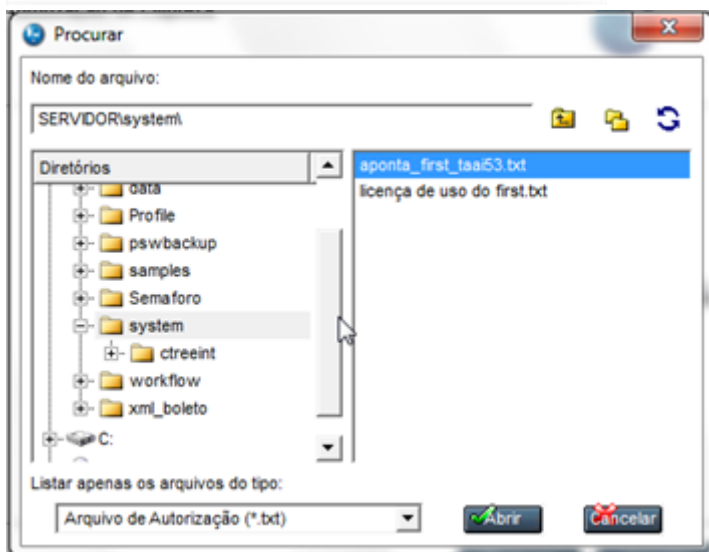 Procurar
Nome do arquivo:
SERVIDOR\system\
Diretórios
data
Profile
pswbackup
samples
Semaforo
system
ctreeint
workflow
xml_boleto
C:
aponta_first_taai53.txt
licença de uso do first.txt
Listar apenas os arquivos do tipo:
Arquivo de Autorização (*.txt)
Abrir
Cancelar